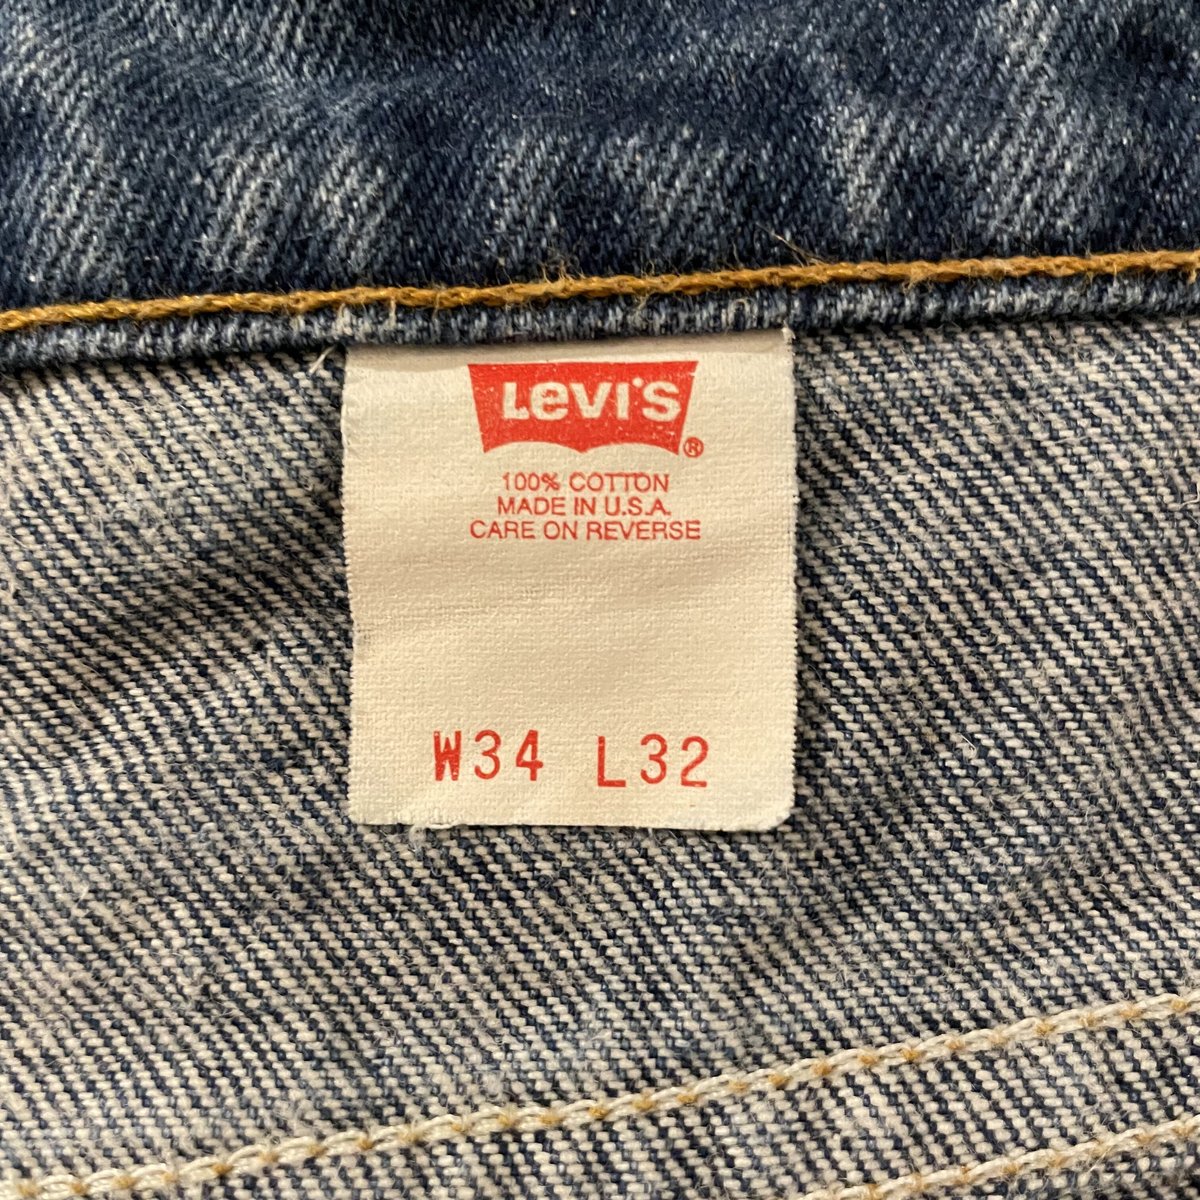 Levi's®
100% COTTON
MADE IN U.S.A.
CARE ON REVERSE
W34 L32